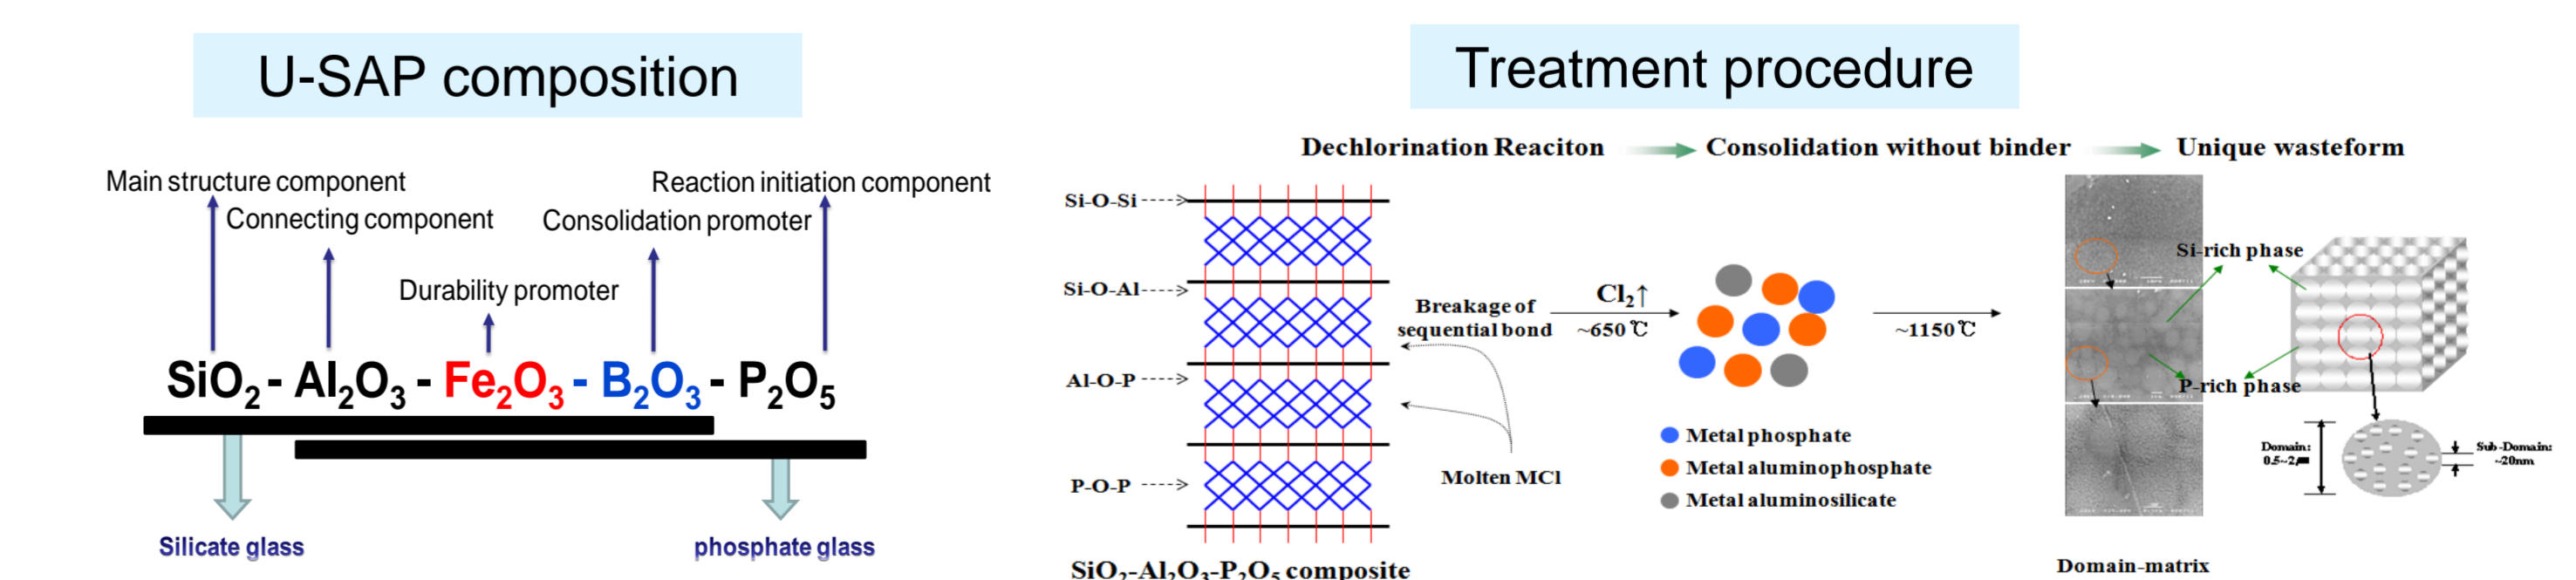 U-SAP composition
Main structure component
Reaction initiation component
Connecting component
Consolidation promoter
Durability promoter
SiO2 - Al2O3 - Fe2O3 - B2O3 - P2O5
Silicate glass
phosphate glass
Treatment procedure
Dechlorination Reaciton
Consolidation without binder
Unique wasteform
Si-O-Si
Si-O-Al
Al-O-P
P-O-P
SiO2-Al2O3-P2O5 composite
Breakage of
sequential bond
Molten MCl
Cl2↑
~650℃
Metal phosphate
Metal aluminophosphate
Metal aluminosilicate
~1150℃
Si-rich phase
P-rich phase
Domain:
Sub-Domain:
~20nm
Domain-matrix